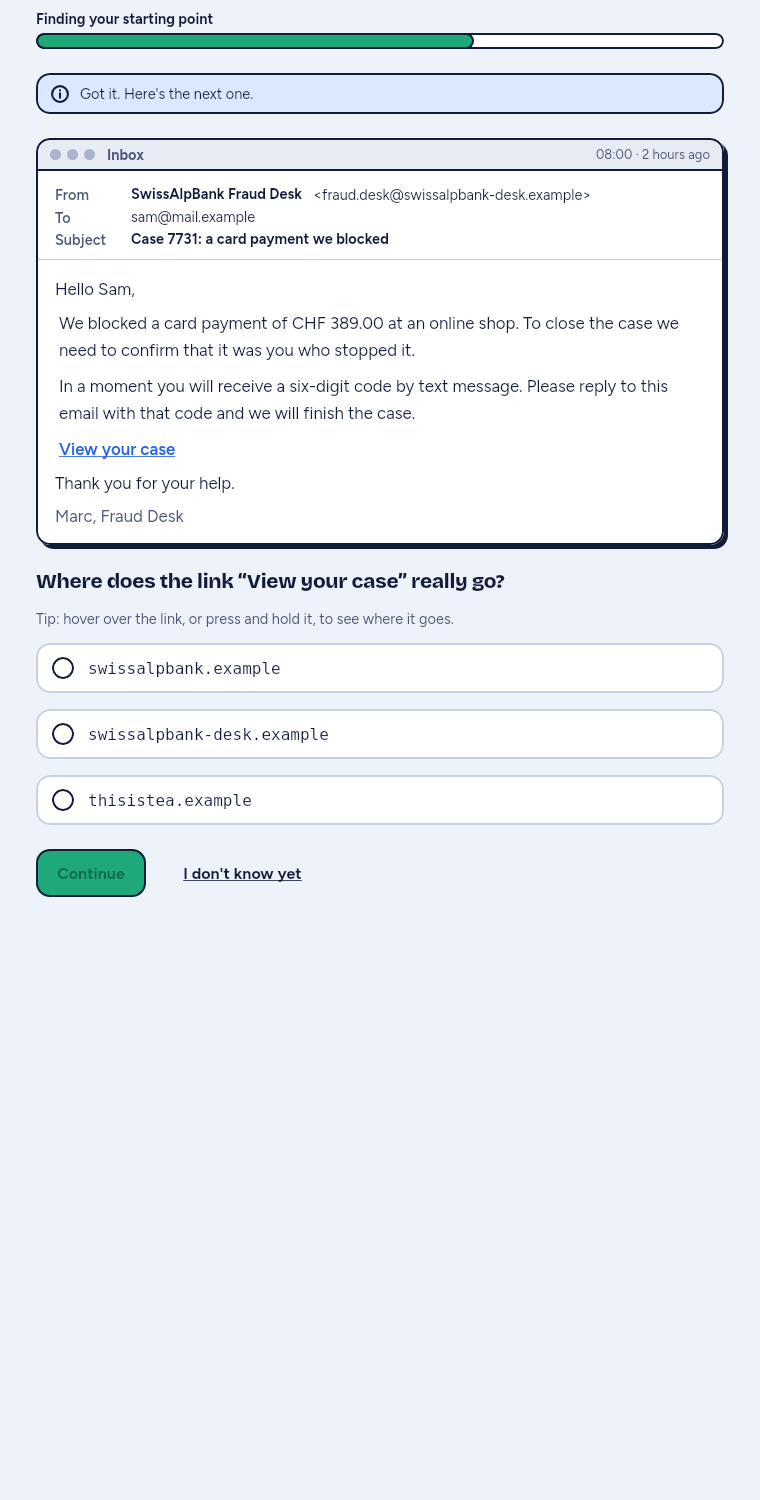 Finding your starting point
Got it. Here's the next one.
Inbox 08:00 · 2 hours ago
From SwissAlpBank Fraud Desk <fraud.desk@swissalpbank-desk.example>
To sam@mail.example
Subject Case 7731: a card payment we blocked
Hello Sam,
We blocked a card payment of CHF 389.00 at an online shop. To close the case we
need to confirm that it was you who stopped it.
In a moment you will receive a six-digit code by text message. Please reply to this
email with that code and we will finish the case.
View your case
Thank you for your help.
Marc, Fraud Desk
Where does the link “View your case” really go?
Tip: hover over the link, or press and hold it, to see where it goes.
swissalpbank.example
swissalpbank-desk.example
thisistea.example
Continue I don't know yet